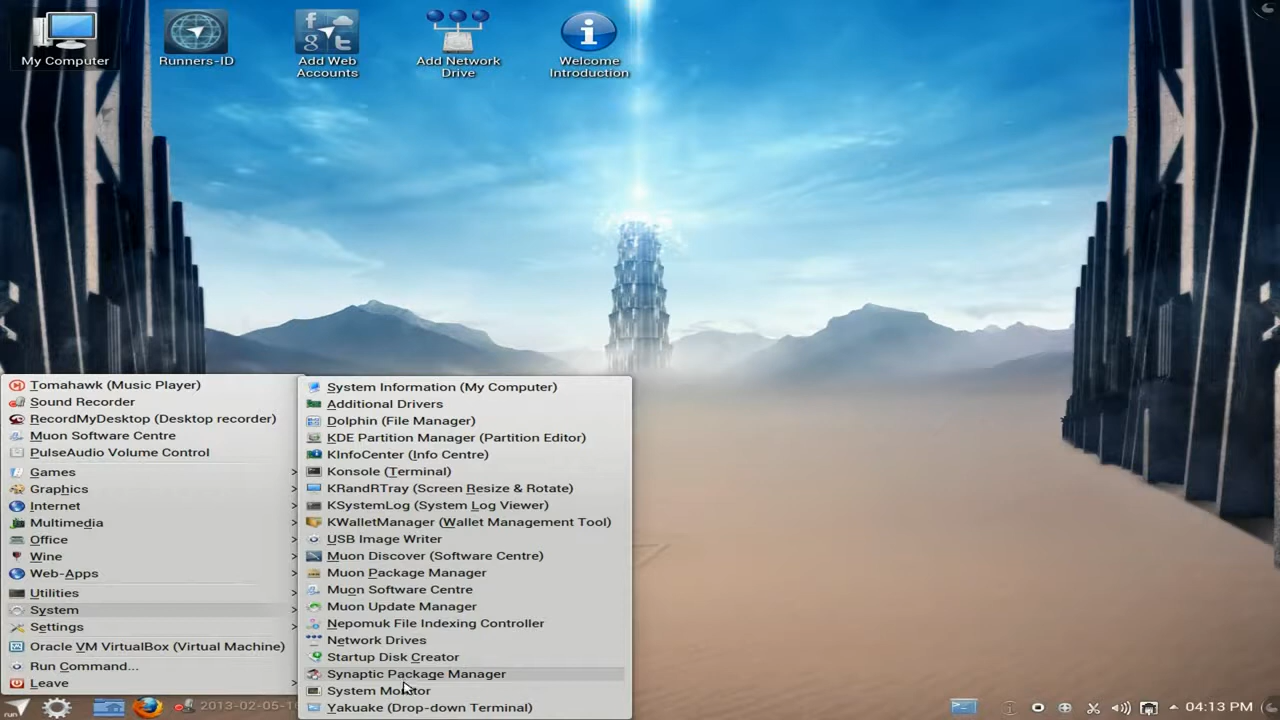 My Computer
Runners-ID
Add Web
Accounts
Add Network
Drive
Welcome
Introduction
Tomahawk (Music Player)
Sound Recorder
RecordMyDesktop (Desktop recorder)
Muon Software Centre
PulseAudio Volume Control
Games
Graphics
Internet
Multimedia
Office
Wine
Web-Apps
Utilities
System
Settings
Oracle VM VirtualBox (Virtual Machine)
Run Command...
Leave
System Information (My Computer)
Additional Drivers
Dolphin (File Manager)
KDE Partition Manager (Partition Editor)
KInfoCenter (Info Centre)
Konsole (Terminal)
KRandRTray (Screen Resize & Rotate)
KSystemLog (System Log Viewer)
KWalletManager (Wallet Management Tool)
USB Image Writer
Muon Discover (Software Centre)
Muon Package Manager
Muon Software Centre
Muon Update Manager
Nepomuk File Indexing Controller
Network Drives
Startup Disk Creator
Synaptic Package Manager
System Monitor
Yakuake (Drop-down Terminal)
run
2013-02-05-1
04:13 PM